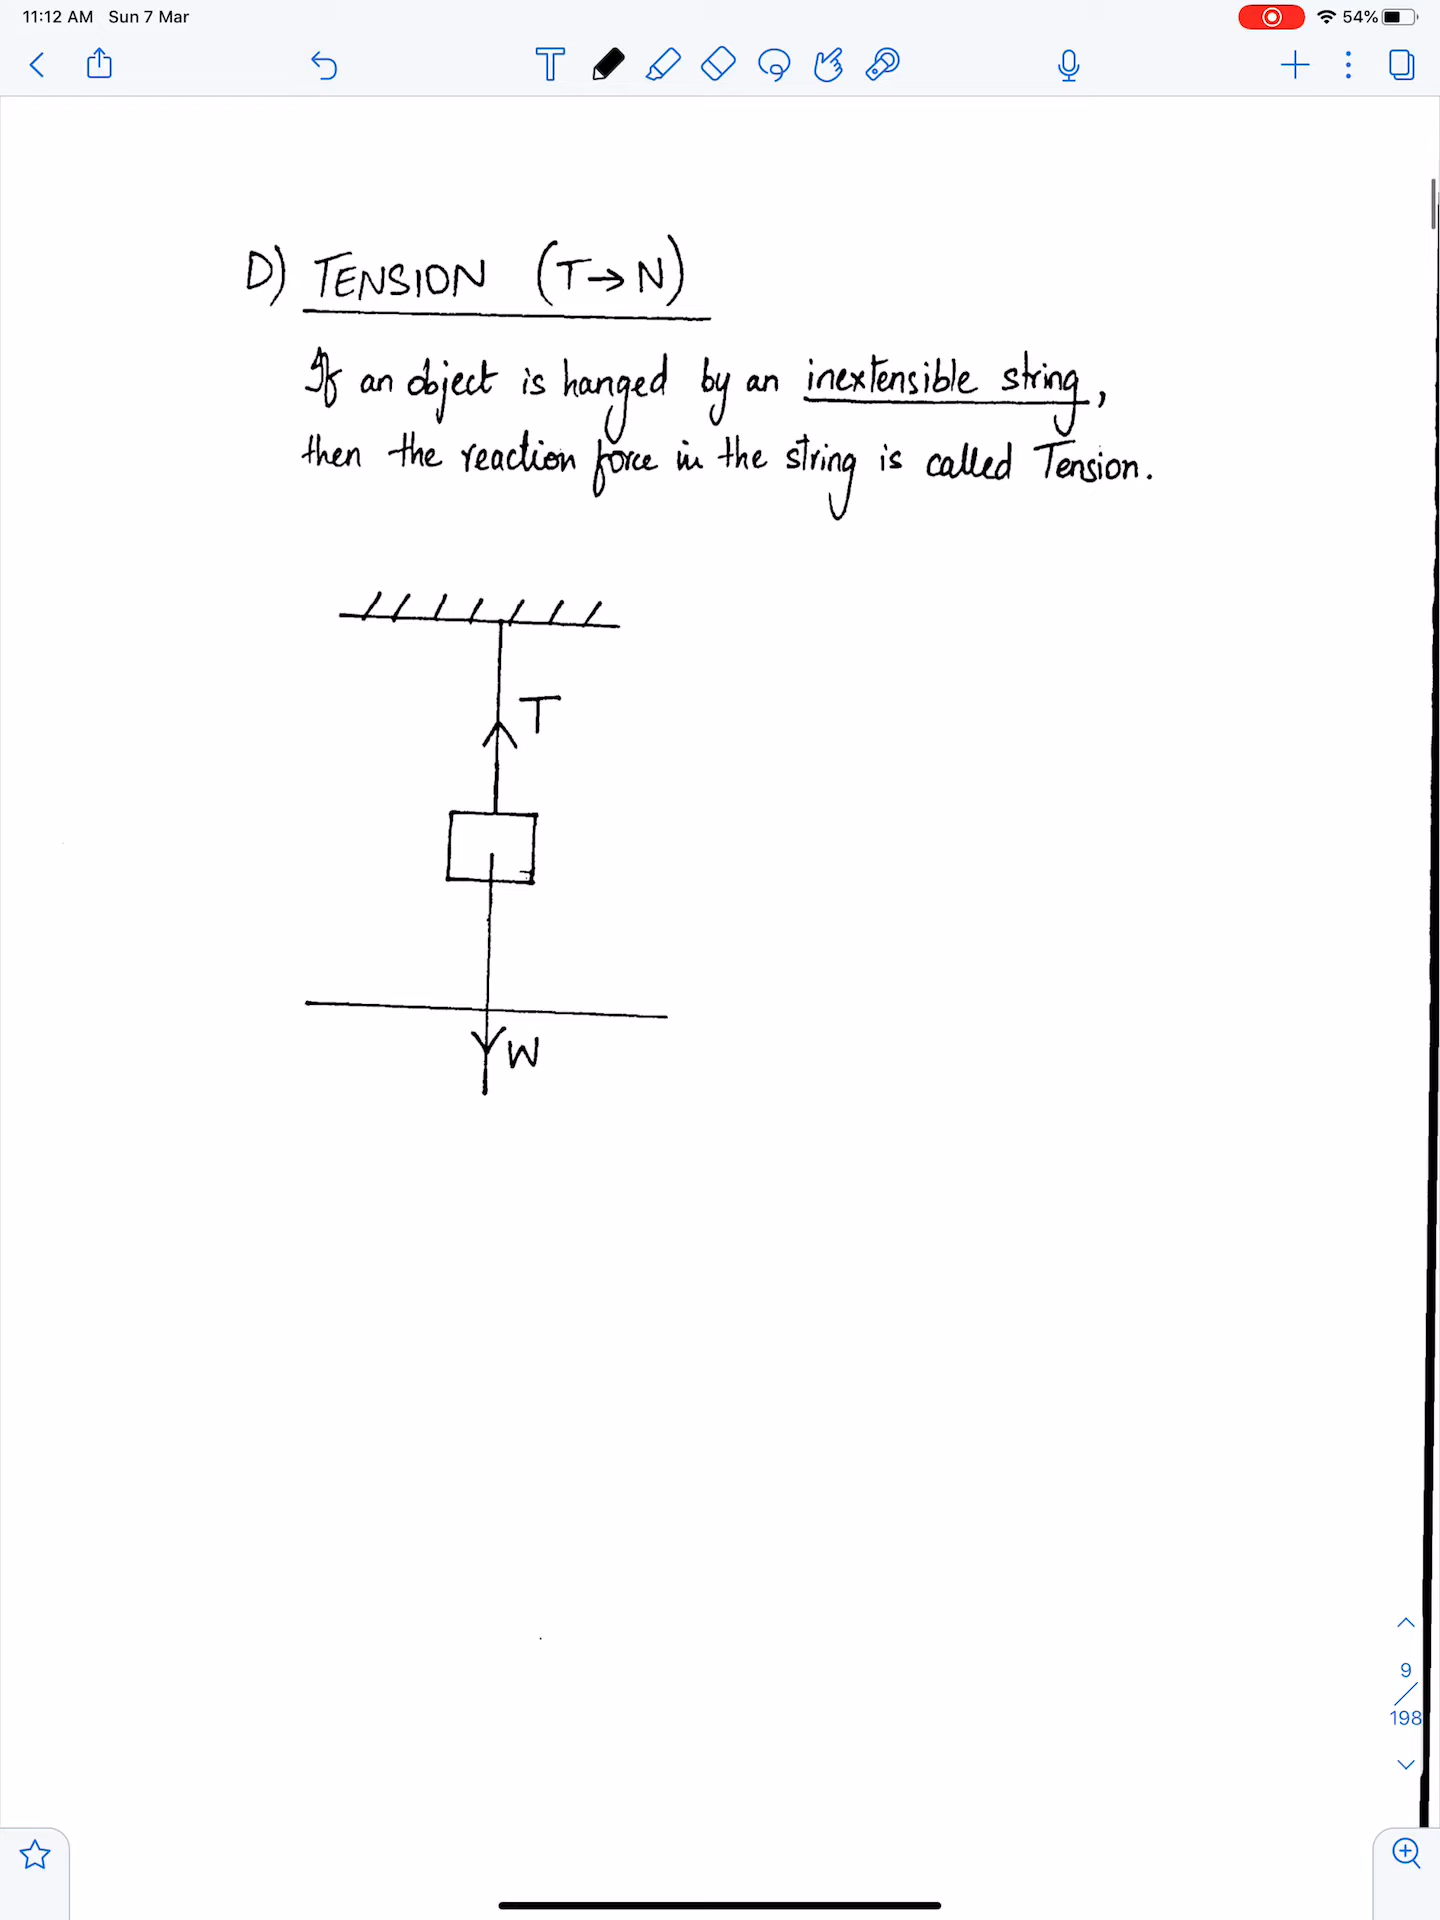 11:12 AM Sun 7 Mar
54%
D) TENSION (T→N)
If an object is hanged by an inextensible string,
then the reaction force in the string is called Tension.
T
W
9
/
198